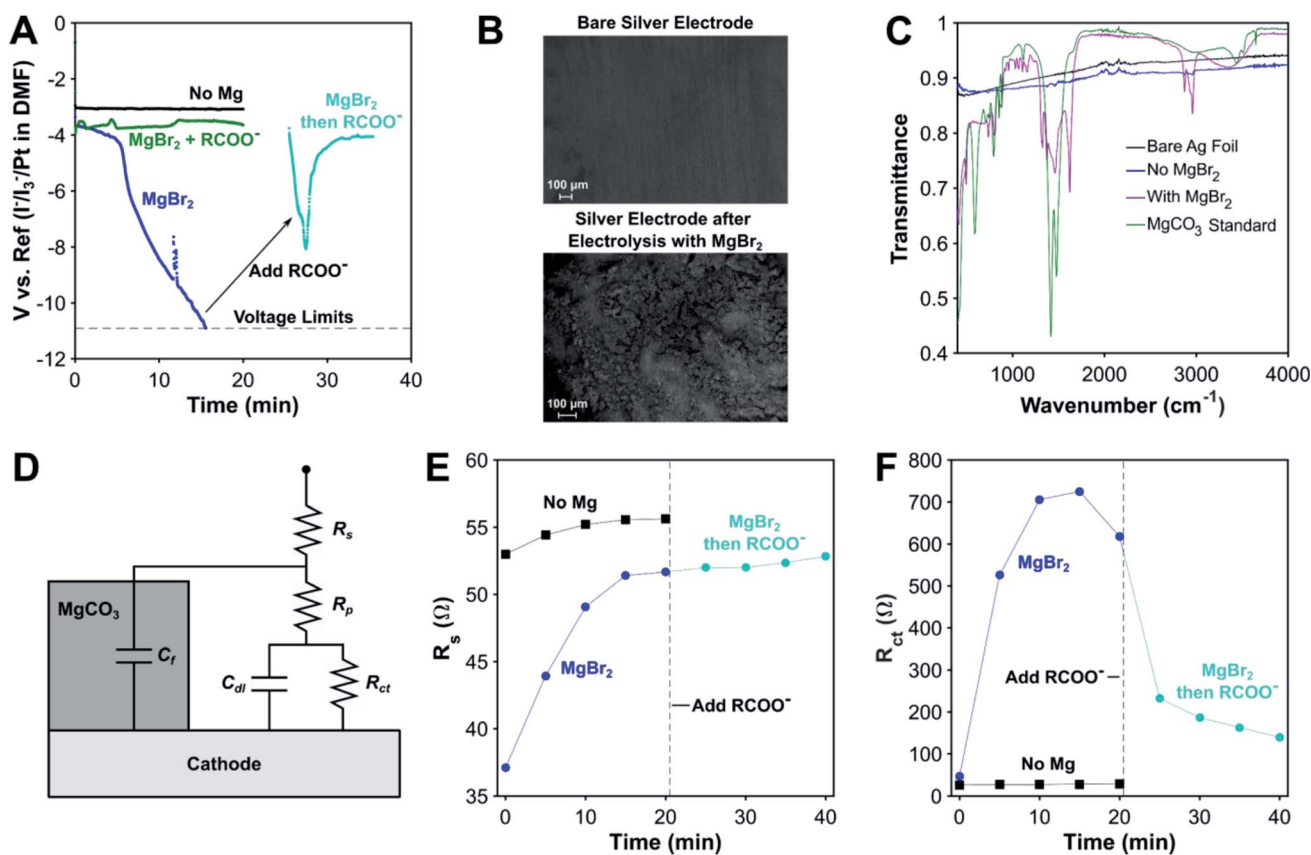 A
V vs. Ref (I⁻/I₃⁻/Pt in DMF)
-2
-4
-6
-8
-10
-12
No Mg
MgBr₂ + RCOO⁻
MgBr₂
MgBr₂
then RCOO⁻
Add RCOO⁻
Voltage Limits
0 10 20 30 40
Time (min)
B
Bare Silver Electrode
100 µm
Silver Electrode after
Electrolysis with MgBr₂
100 µm
C
Transmittance
1
0.9
0.8
0.7
0.6
0.5
0.4
Bare Ag Foil
No MgBr₂
With MgBr₂
MgCO₃ Standard
1000 2000 3000 4000
Wavenumber (cm⁻¹)
D
Rₛ
MgCO₃
Rₚ
C_f
C_dl
R_ct
Cathode
E
Rₛ (Ω)
60
55
50
45
40
35
No Mg
MgBr₂
then RCOO⁻
MgBr₂
Add RCOO⁻
0 10 20 30 40
Time (min)
F
R_ct (Ω)
800
700
600
500
400
300
200
100
0
MgBr₂
Add RCOO⁻
MgBr₂
then RCOO⁻
No Mg
0 10 20 30 40
Time (min)